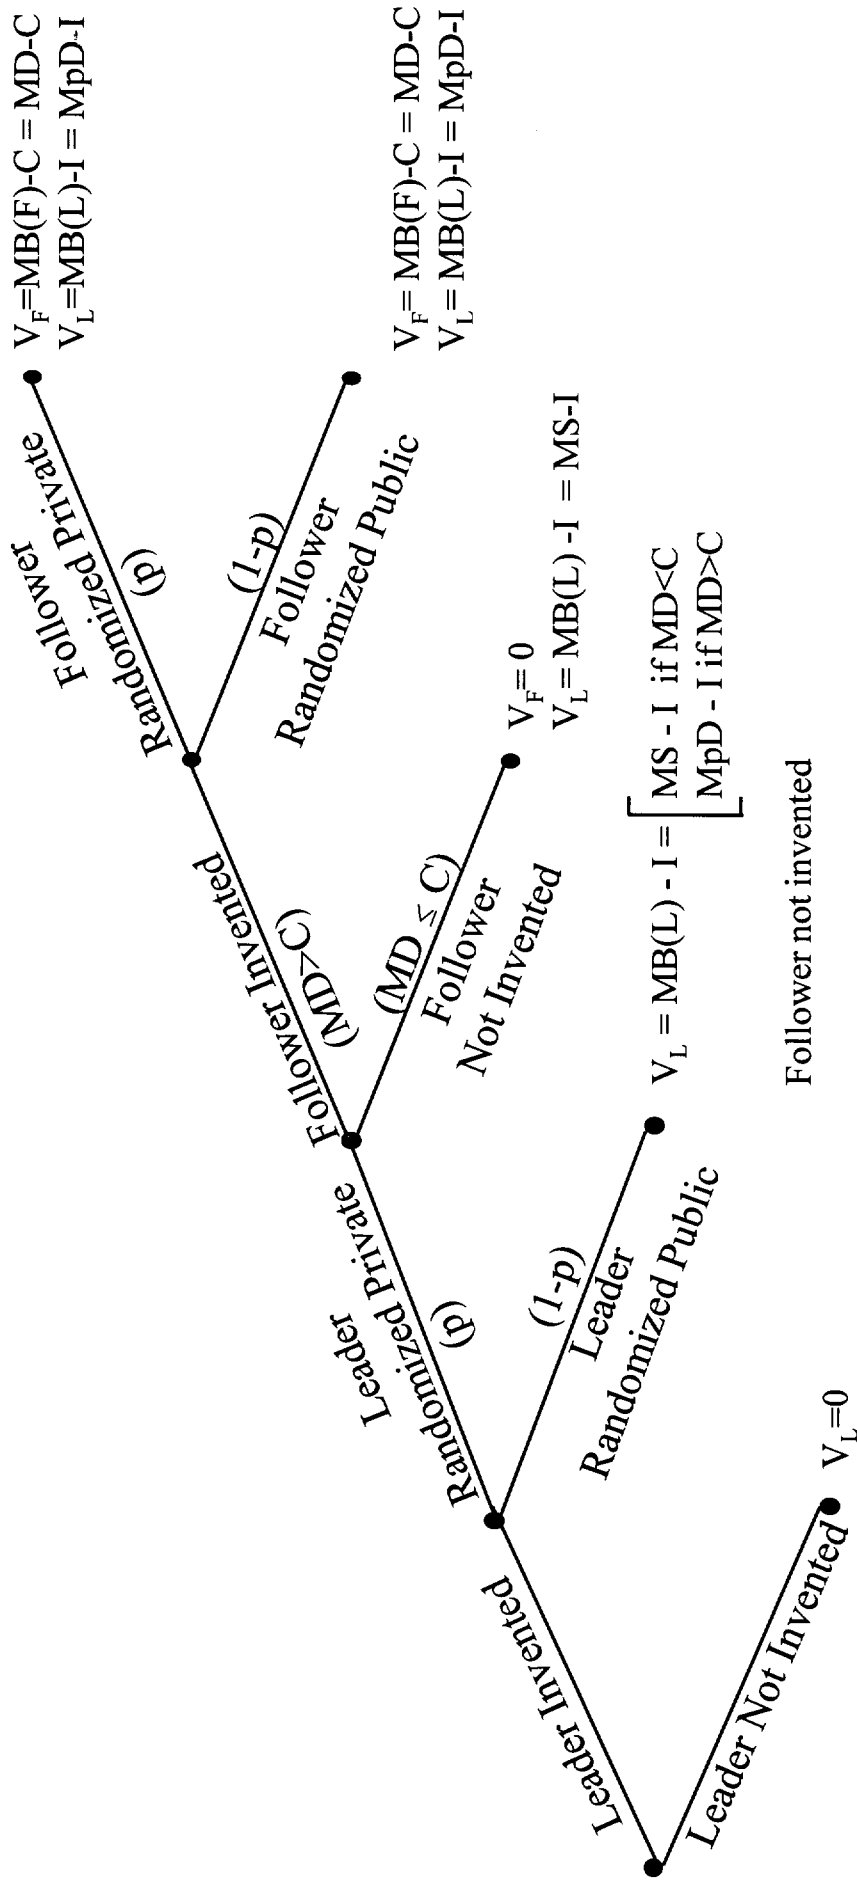 Leader Invented
Leader Not Invented
V_L=0
Leader
Randomized Private
(p)
(1-p)
Leader
Randomized Public
V_L = MB(L) - I = [ MS - I if MD<C
MpD - I if MD>C
Follower not invented
Follower Invented
(MD>C)
(MD ≤ C)
Follower
Not Invented
V_F= 0
V_L= MB(L) -I = MS-I
Follower
Randomized Private
(p)
(1-p)
Follower
Randomized Public
V_F=MB(F)-C = MD-C
V_L=MB(L)-I = MpD-I
V_F= MB(F)-C = MD-C
V_L= MB(L)-I = MpD-I